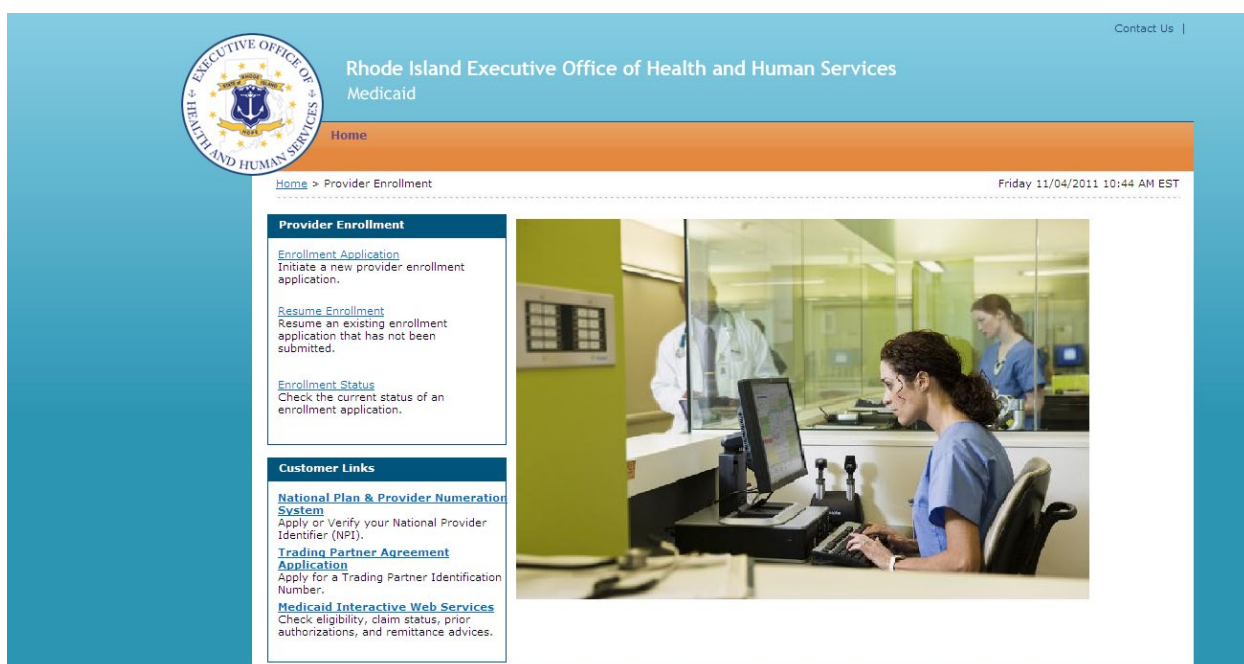 Contact Us |
EXECUTIVE OFFICE OF
HEALTH AND HUMAN SERVICES
HOPE
Rhode Island Executive Office of Health and Human Services
Medicaid
Home
Home > Provider Enrollment
Friday 11/04/2011 10:44 AM EST
Provider Enrollment
Enrollment Application
Initiate a new provider enrollment
application.
Resume Enrollment
Resume an existing enrollment
application that has not been
submitted.
Enrollment Status
Check the current status of an
enrollment application.
Customer Links
National Plan & Provider Numeration
System
Apply or Verify your National Provider
Identifier (NPI).
Trading Partner Agreement
Application
Apply for a Trading Partner Identification
Number.
Medicaid Interactive Web Services
Check eligibility, claim status, prior
authorizations, and remittance advices.